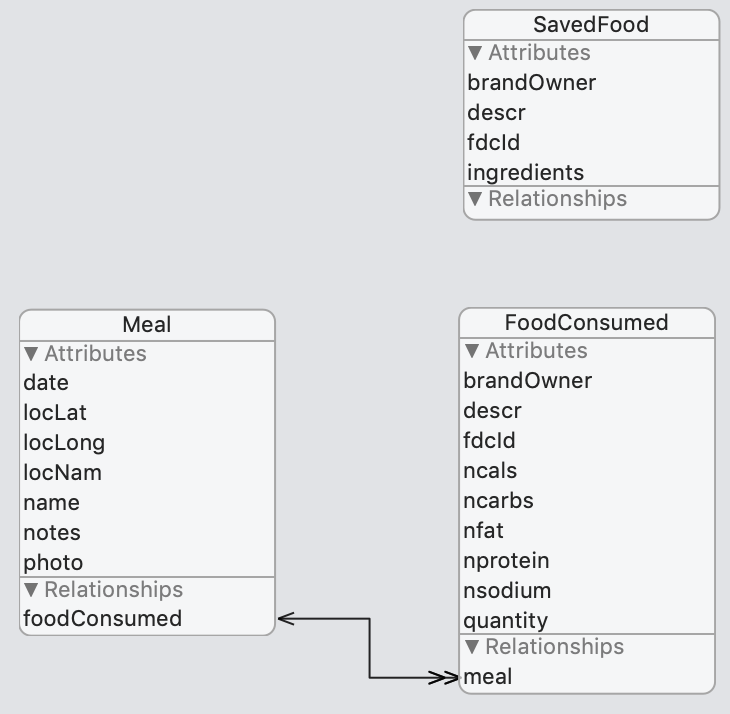 SavedFood
▼ Attributes
brandOwner
descr
fdcId
ingredients
▼ Relationships
Meal
▼ Attributes
date
locLat
locLong
locNam
name
notes
photo
▼ Relationships
foodConsumed
FoodConsumed
▼ Attributes
brandOwner
descr
fdcId
ncals
ncarbs
nfat
nprotein
nsodium
quantity
▼ Relationships
meal